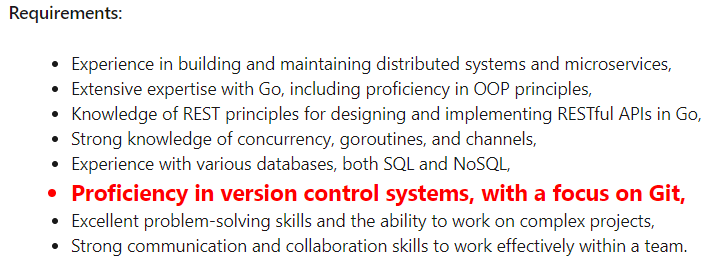 Requirements:
• Experience in building and maintaining distributed systems and microservices,
• Extensive expertise with Go, including proficiency in OOP principles,
• Knowledge of REST principles for designing and implementing RESTful APIs in Go,
• Strong knowledge of concurrency, goroutines, and channels,
• Experience with various databases, both SQL and NoSQL,
• Proficiency in version control systems, with a focus on Git,
• Excellent problem-solving skills and the ability to work on complex projects,
• Strong communication and collaboration skills to work effectively within a team.